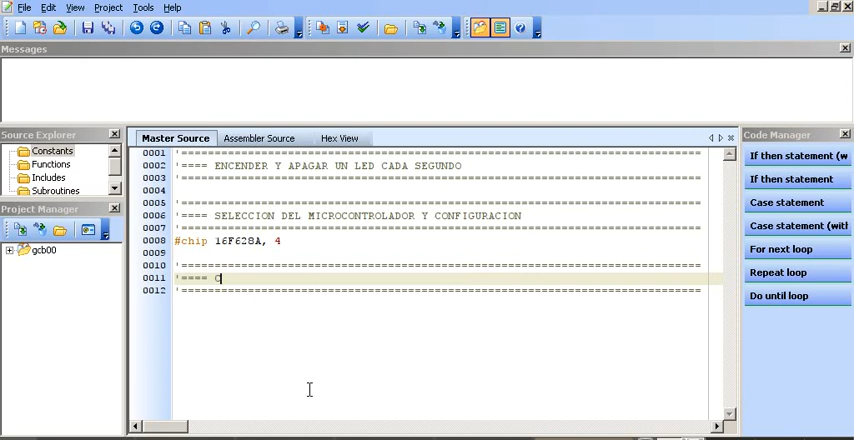 File Edit View Project Tools Help
Messages
Source Explorer
Constants
Functions
Includes
Subroutines
Project Manager
gcb00
Master Source Assembler Source Hex View
0001 '===============================================================
0002 '==== ENCENDER Y APAGAR UN LED CADA SEGUNDO
0003 '===============================================================
0004
0005 '===============================================================
0006 '==== SELECCION DEL MICROCONTROLADOR Y CONFIGURACION
0007 '===============================================================
0008 #chip 16F628A, 4
0009
0010 '===============================================================
0011 '==== C
0012 '===============================================================
Code Manager
If then statement (w
If then statement
Case statement
Case statement (with
For next loop
Repeat loop
Do until loop